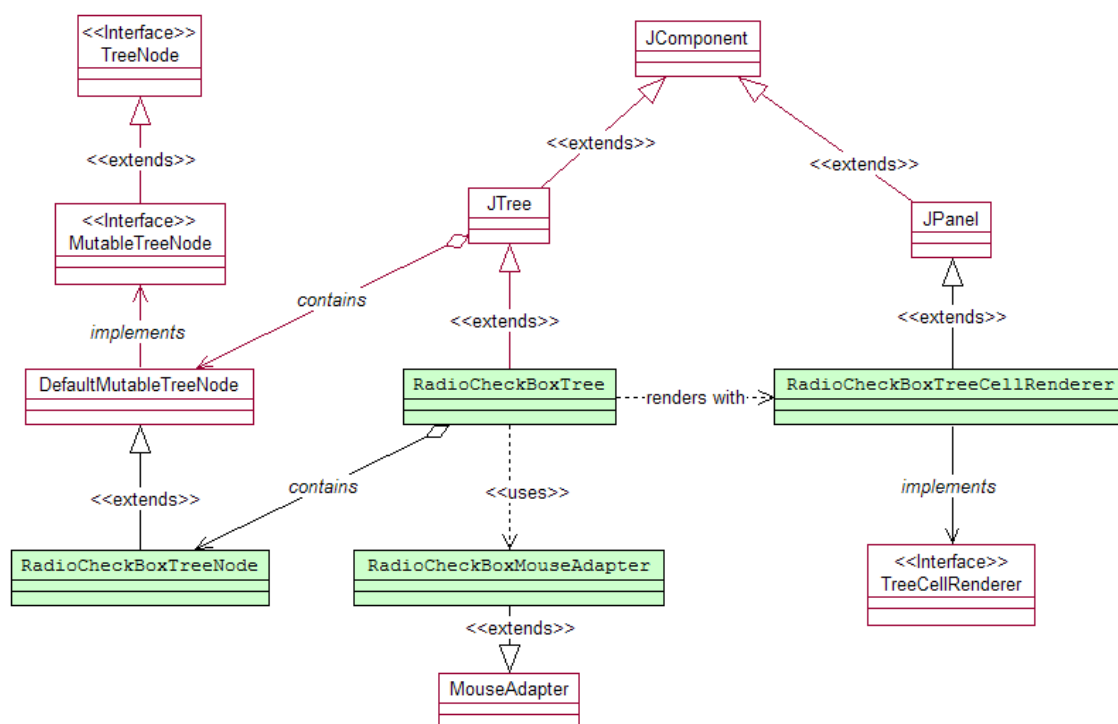 <<Interface>>
TreeNode
JComponent
<<extends>>
<<extends>>
<<extends>>
<<Interface>>
MutableTreeNode
JTree
JPanel
contains
implements
<<extends>>
<<extends>>
DefaultMutableTreeNode
RadioCheckBoxTree
renders with
RadioCheckBoxTreeCellRenderer
<<extends>>
contains
<<uses>>
implements
RadioCheckBoxTreeNode
RadioCheckBoxMouseAdapter
<<Interface>>
TreeCellRenderer
<<extends>>
MouseAdapter